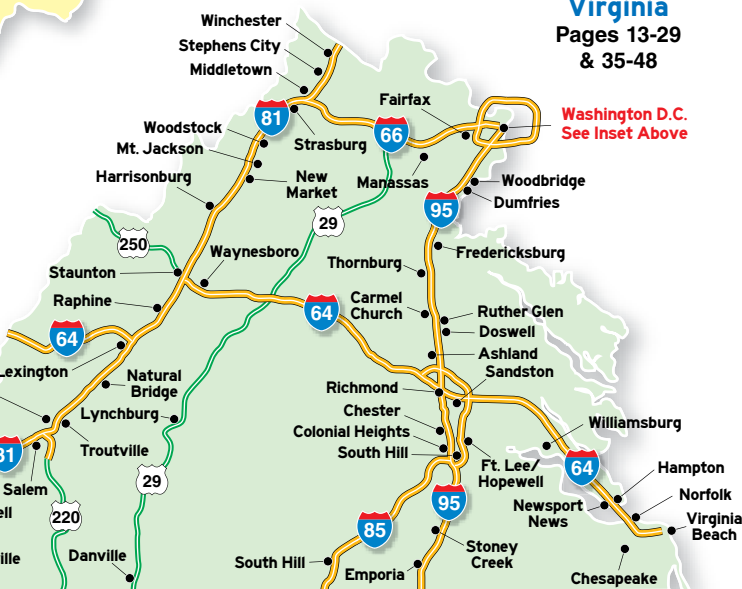 Virginia
Pages 13-29
& 35-48
Winchester
Stephens City
Middletown
Fairfax
81
66
Washington D.C.
See Inset Above
Woodstock
Strasburg
Mt. Jackson
New
Market
Manassas
Harrisonburg
Woodbridge
Dumfries
95
29
250
Waynesboro
Fredericksburg
Staunton
Thornburg
Raphine
64
Carmel
Church
Ruther Glen
Doswell
64
Ashland
Lexington
Sandston
Natural
Bridge
Richmond
Lynchburg
Chester
Colonial Heights
South Hill
Williamsburg
81
Troutville
Ft. Lee/
Hopewell
64
Hampton
Salem
29
95
Newsport
News
Norfolk
ell
220
85
Virginia
Beach
ille
Danville
South Hill
Stoney
Creek
Emporia
Chesapeake